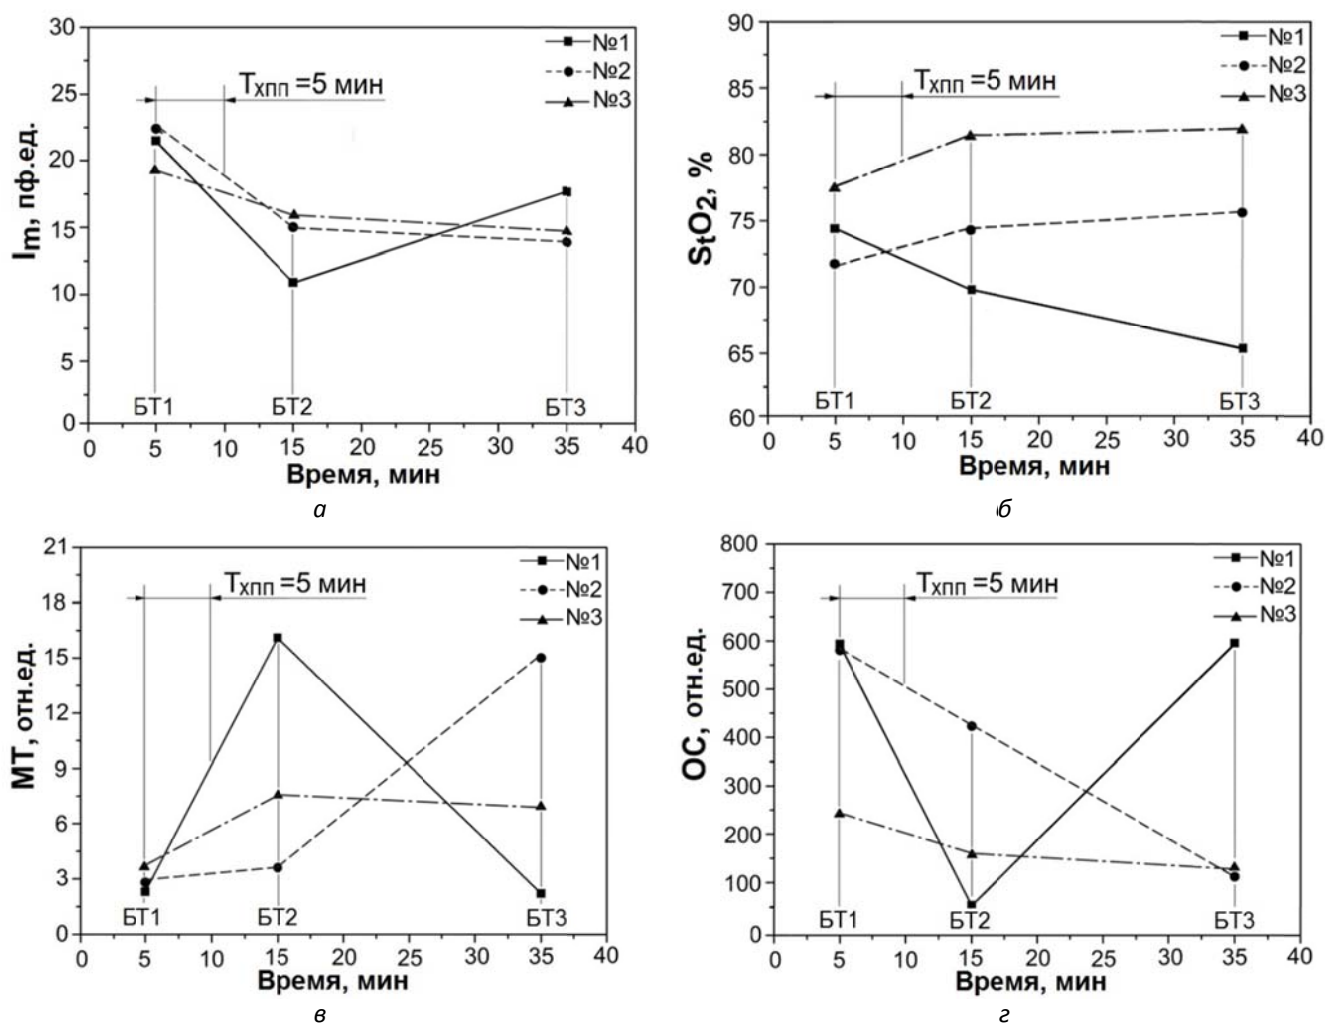 30
25
20
15
10
5
0
Im, пф.ед.
TХПП =5 мин
№1
№2
№3
БТ1
БТ2
БТ3
0 5 10 15 20 25 30 35 40
Время, мин
а
90
85
80
75
70
65
60
StO2, %
TХПП =5 мин
№1
№2
№3
БТ1
БТ2
БТ3
0 5 10 15 20 25 30 35 40
Время, мин
б
21
18
15
12
9
6
3
0
МТ, отн.ед.
TХПП =5 мин
№1
№2
№3
БТ1
БТ2
БТ3
0 5 10 15 20 25 30 35 40
Время, мин
в
800
700
600
500
400
300
200
100
0
ОС, отн.ед.
TХПП =5 мин
№1
№2
№3
БТ1
БТ2
БТ3
0 5 10 15 20 25 30 35 40
Время, мин
г